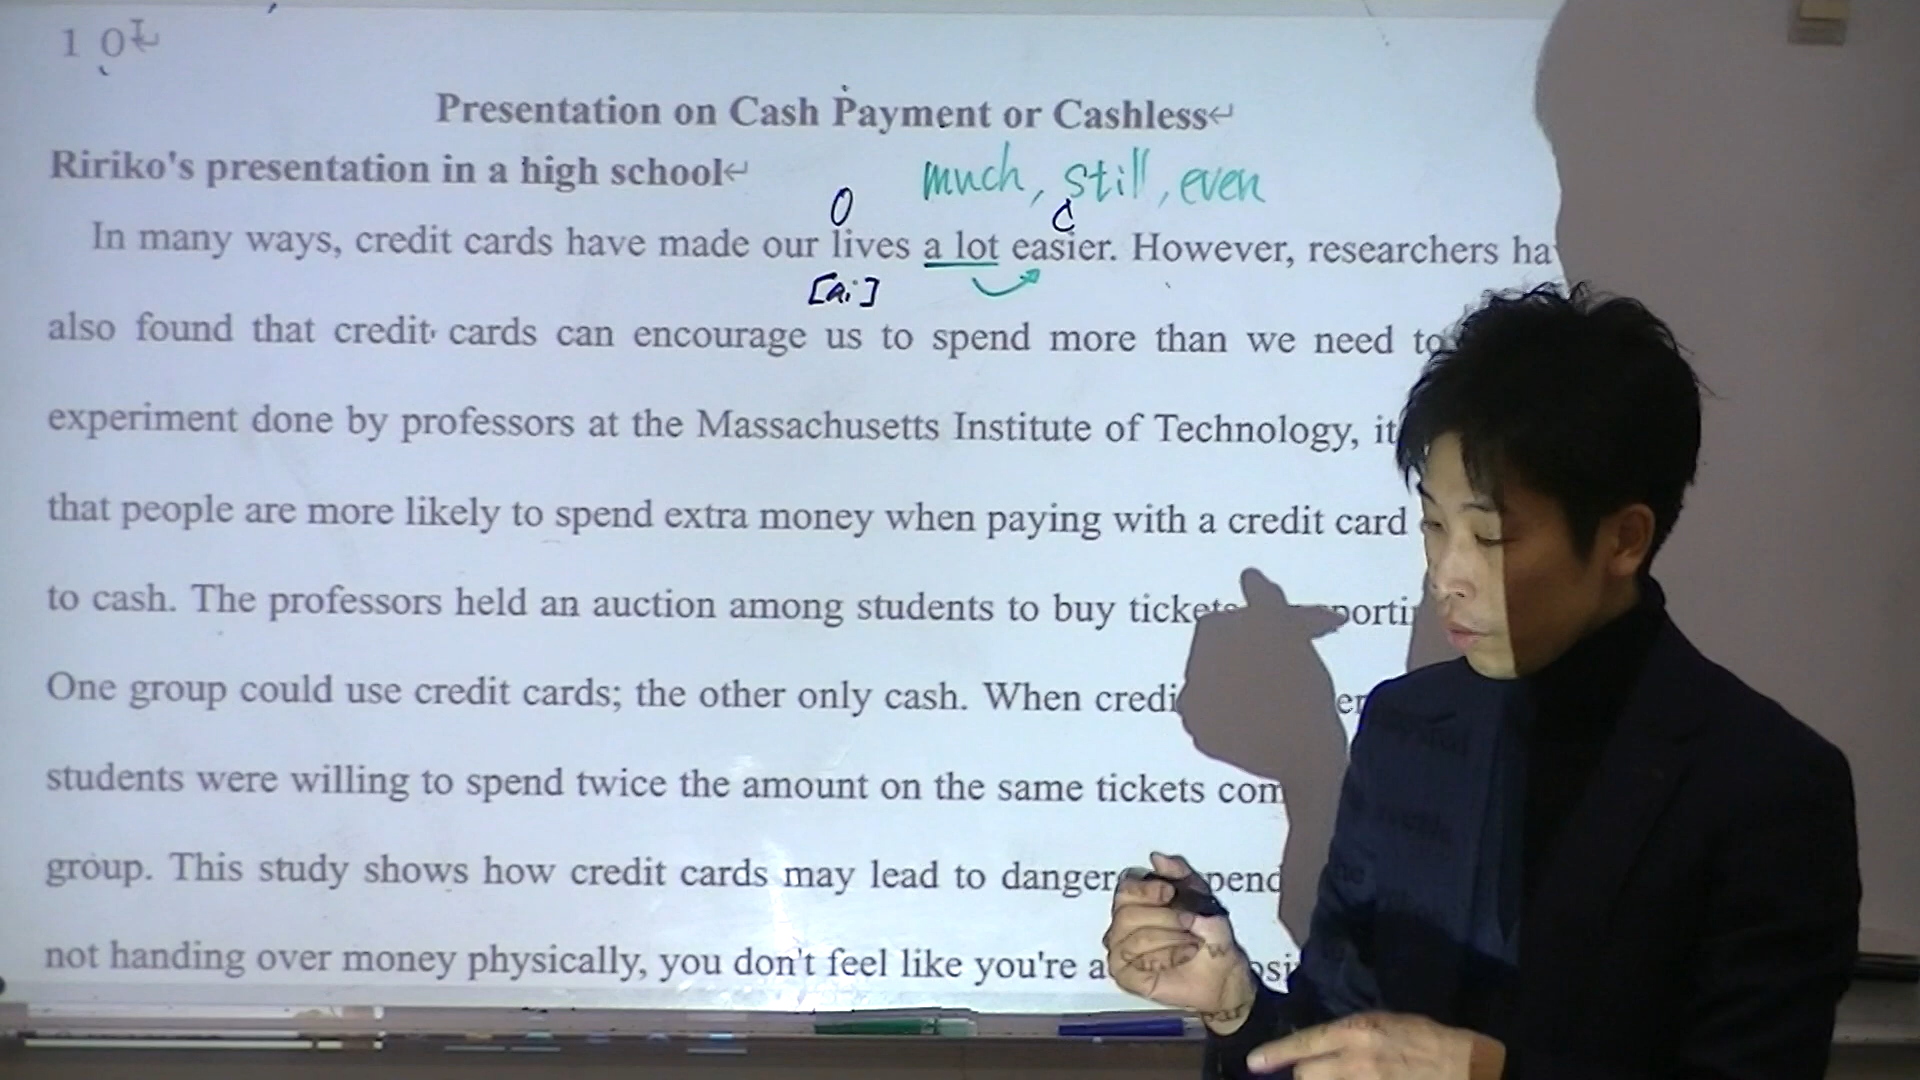 1 0
Presentation on Cash Payment or Cashless
Ririko's presentation in a high school
much, still, even
O
C
In many ways, credit cards have made our lives a lot easier. However, researchers ha
[ai]
also found that credit cards can encourage us to spend more than we need to
experiment done by professors at the Massachusetts Institute of Technology, it
that people are more likely to spend extra money when paying with a credit card
to cash. The professors held an auction among students to buy tickets
One group could use credit cards; the other only cash. When credi
students were willing to spend twice the amount on the same tickets com
group. This study shows how credit cards may lead to danger pend
not handing over money physically, you don't feel like you're a